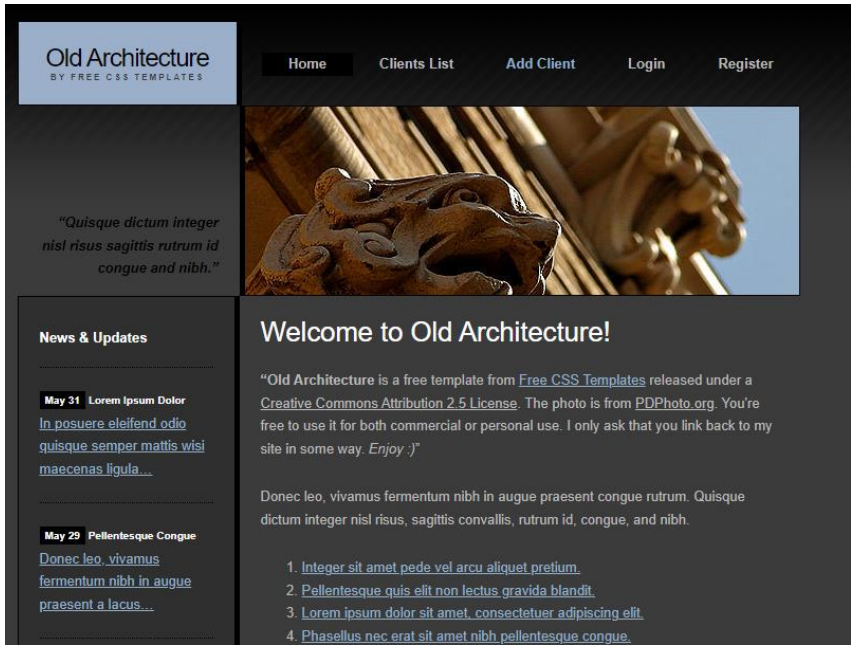 Old Architecture
BY FREE CSS TEMPLATES
Home Clients List Add Client Login Register
“Quisque dictum integer
nisl risus sagittis rutrum id
congue and nibh.”
News & Updates
May 31 Lorem Ipsum Dolor
In posuere eleifend odio
quisque semper mattis wisi
maecenas ligula…
May 29 Pellentesque Congue
Donec leo, vivamus
fermentum nibh in augue
praesent a lacus…
Welcome to Old Architecture!
“Old Architecture is a free template from Free CSS Templates released under a
Creative Commons Attribution 2.5 License. The photo is from PDPhoto.org. You're
free to use it for both commercial or personal use. I only ask that you link back to my
site in some way. Enjoy :)”
Donec leo, vivamus fermentum nibh in augue praesent congue rutrum. Quisque
dictum integer nisl risus, sagittis convallis, rutrum id, congue, and nibh.
1. Integer sit amet pede vel arcu aliquet pretium.
2. Pellentesque quis elit non lectus gravida blandit.
3. Lorem ipsum dolor sit amet, consectetuer adipiscing elit.
4. Phasellus nec erat sit amet nibh pellentesque congue.